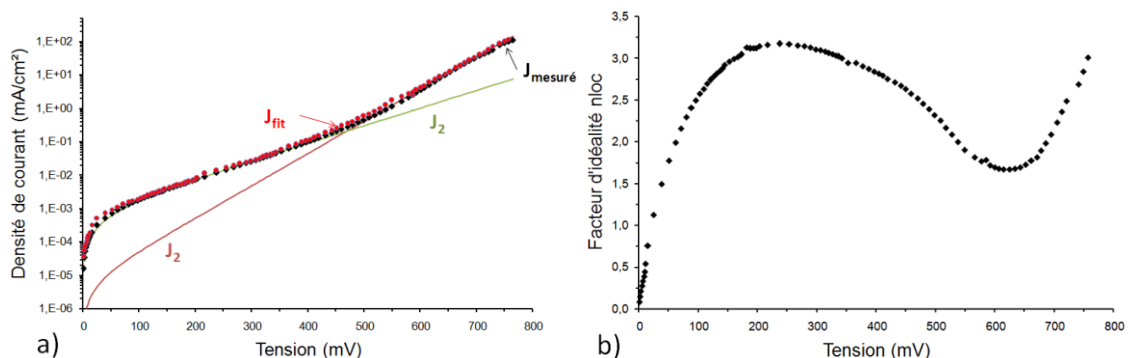 Densité de courant (mA/cm²)
1,E+02
1,E+01
1,E+00
1,E-01
1,E-02
1,E-03
1,E-04
1,E-05
1,E-06
J mesuré
J fit
J₂
J₂
0 100 200 300 400 500 600 700 800
Tension (mV)
a)
Facteur d'idéalité nloc
3,5
3,0
2,5
2,0
1,5
1,0
0,5
0,0
0 100 200 300 400 500 600 700 800
Tension (mV)
b)